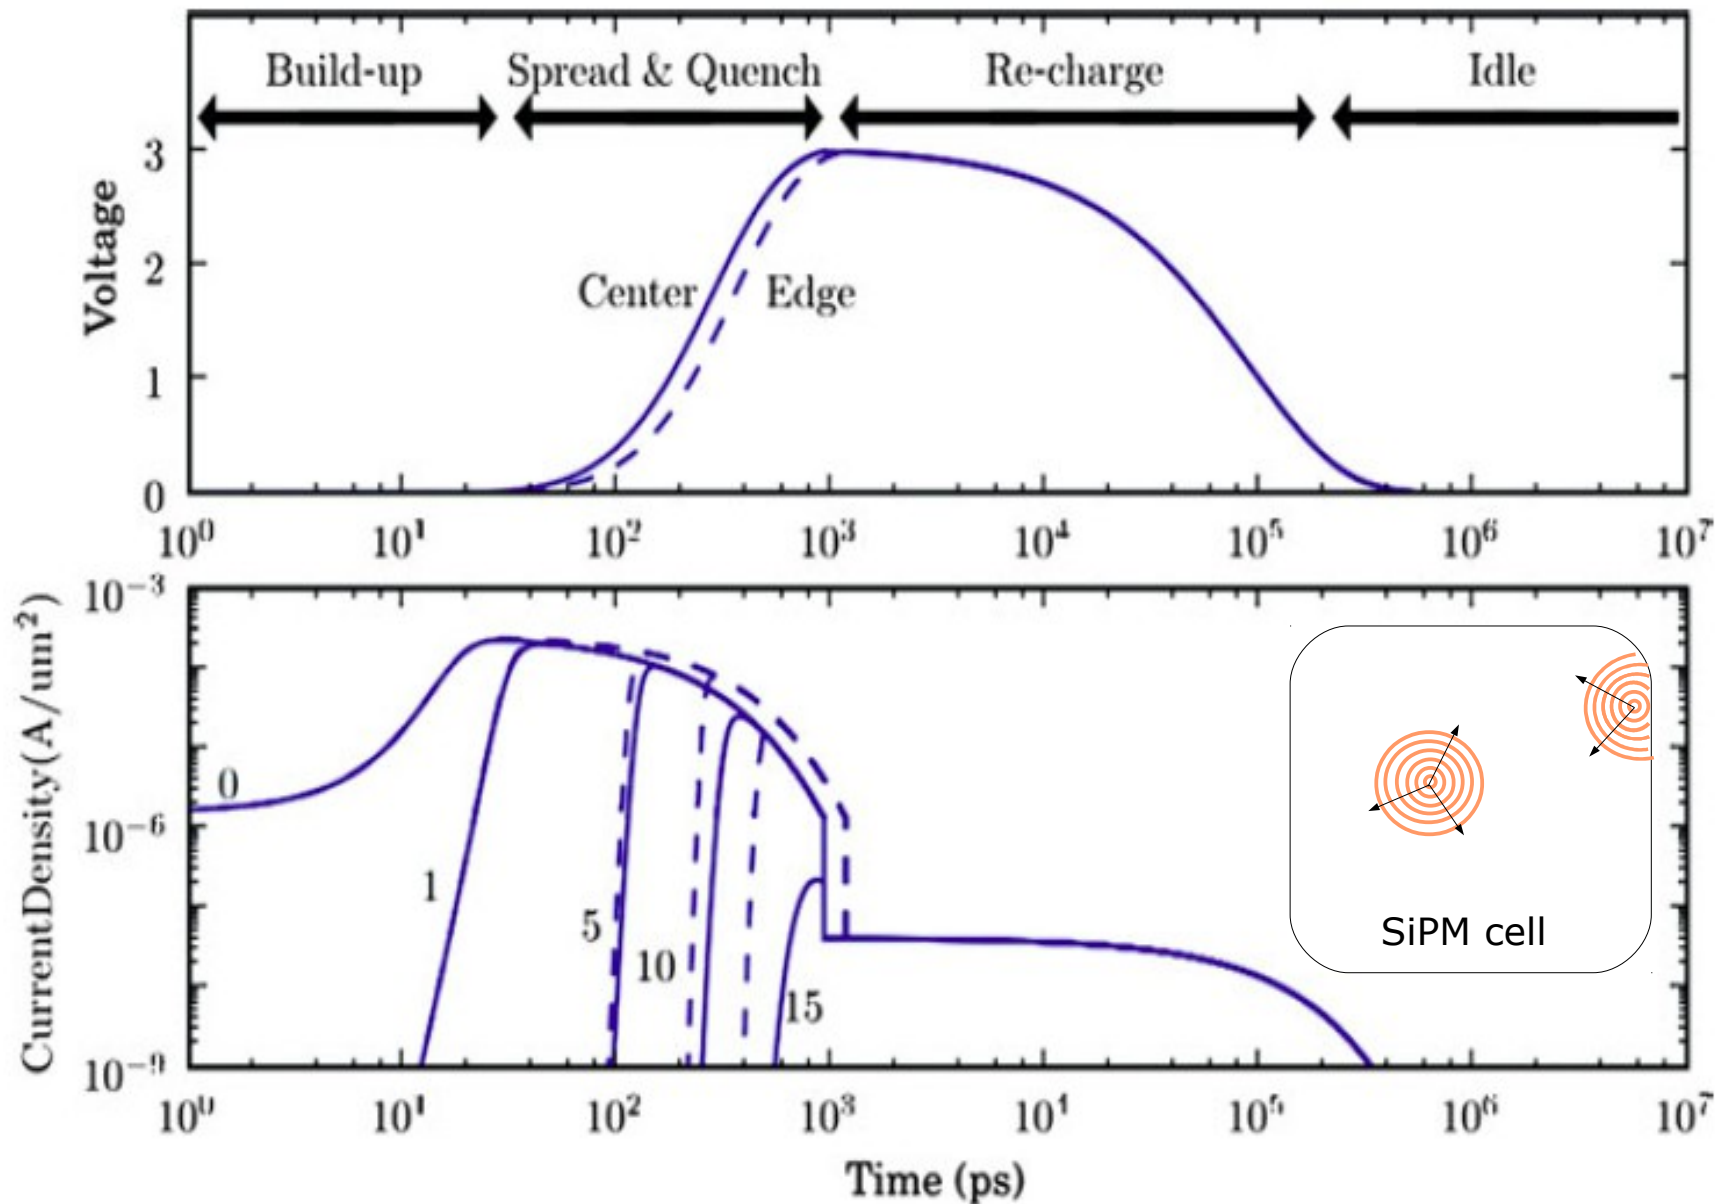 Build-up Spread & Quench Re-charge Idle
Voltage
3
2
1
0
10⁰ 10¹ 10² 10³ 10⁴ 10⁵ 10⁶ 10⁷
Center Edge
CurrentDensity(A/um²)
10⁻³
10⁻⁶
10⁻⁹
0
1
5
10
15
SiPM cell
10⁰ 10¹ 10² 10³ 10⁴ 10⁵ 10⁶ 10⁷
Time (ps)